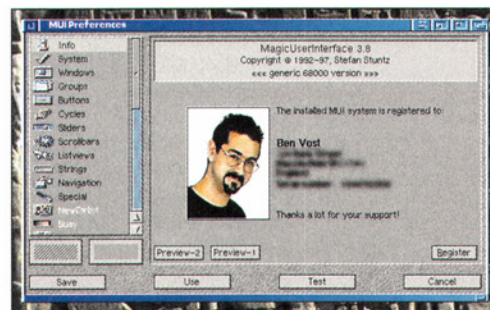 MUI Preferences
Info
System
Windows
Groups
Buttons
Cycles
Sliders
Scrollbars
Listviews
Strings
Navigation
Special
Busy
MagicUserInterface 3.8
Copyright © 1992-97, Stefan Stuntz
<<< generic 68000 version >>>
The installed MUI system is registered to:
Ben Vost
Thanks a lot for your support!
Preview-2
Preview-1
Register
Save
Use
Test
Cancel